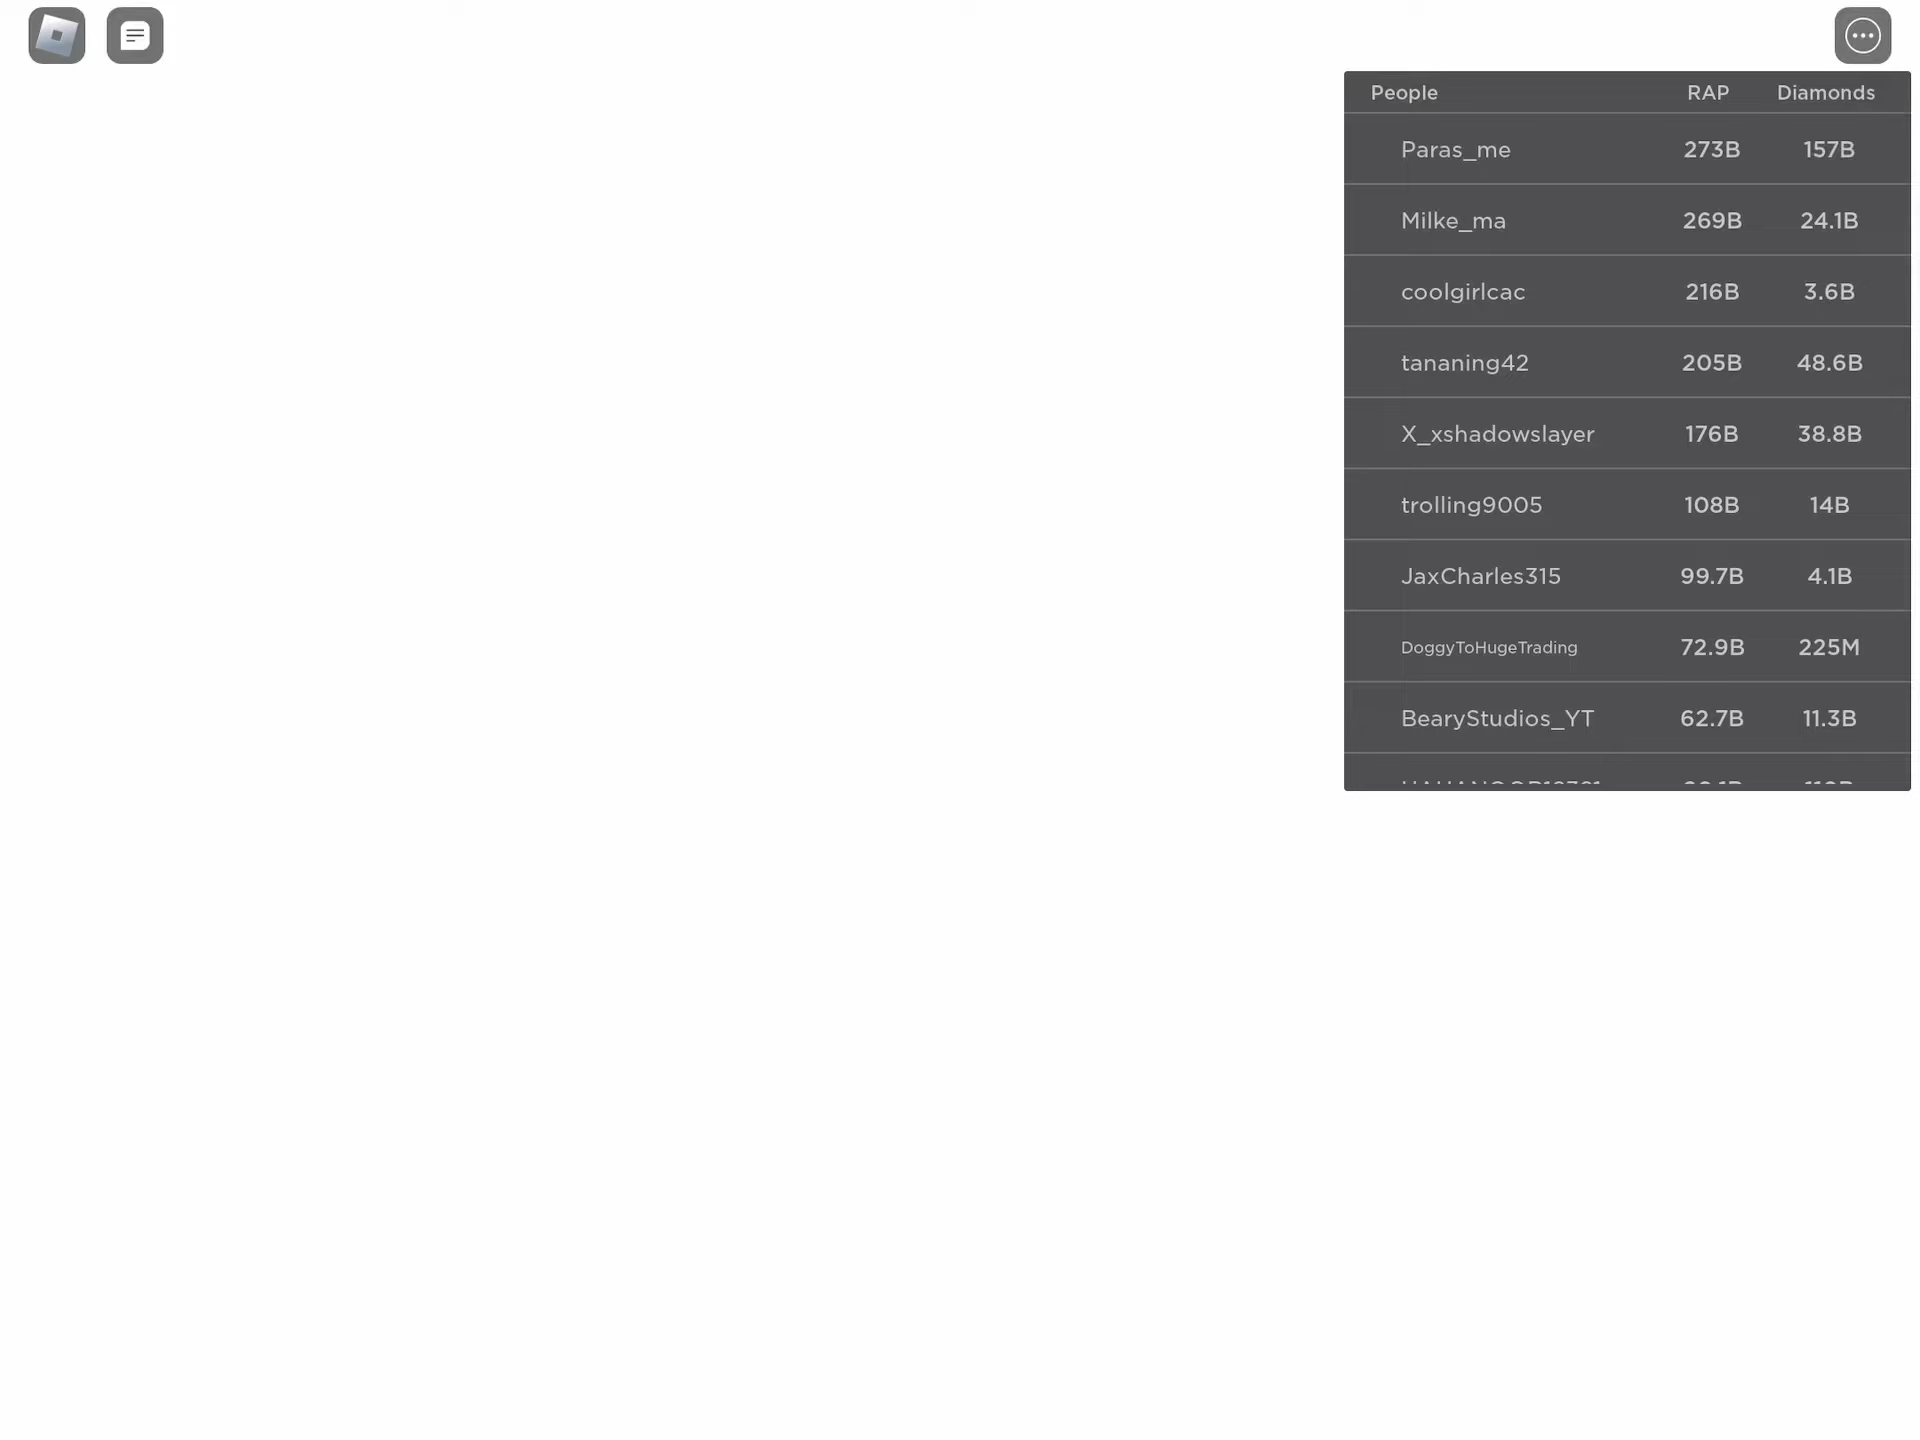 People RAP Diamonds
Paras_me 273B 157B
Milke_ma 269B 24.1B
coolgirlcac 216B 3.6B
tananing42 205B 48.6B
X_xshadowslayer 176B 38.8B
trolling9005 108B 14B
JaxCharles315 99.7B 4.1B
DoggyToHugeTrading 72.9B 225M
BearyStudios_YT 62.7B 11.3B